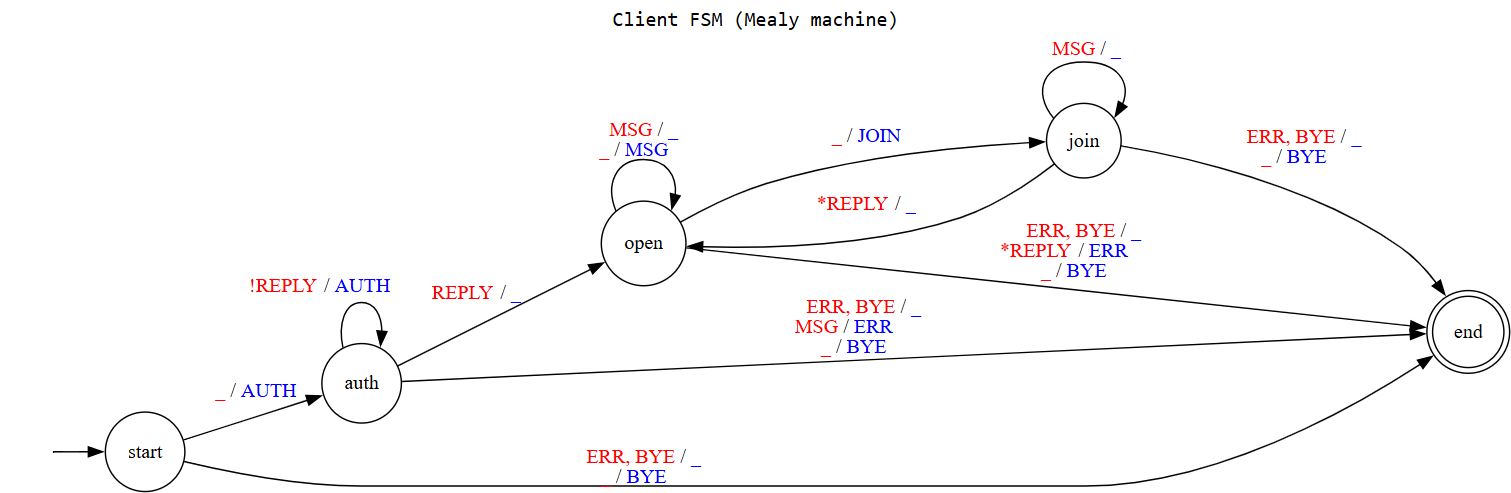 Client FSM (Mealy machine)
MSG / _
join
_ / JOIN
ERR, BYE / _
_ / BYE
MSG / _
_ / MSG
open
*REPLY / _
ERR, BYE / _
*REPLY / ERR
_ / BYE
!REPLY / AUTH
REPLY / _
ERR, BYE / _
MSG / ERR
_ / BYE
end
auth
_ / AUTH
start
ERR, BYE / _
_ / BYE